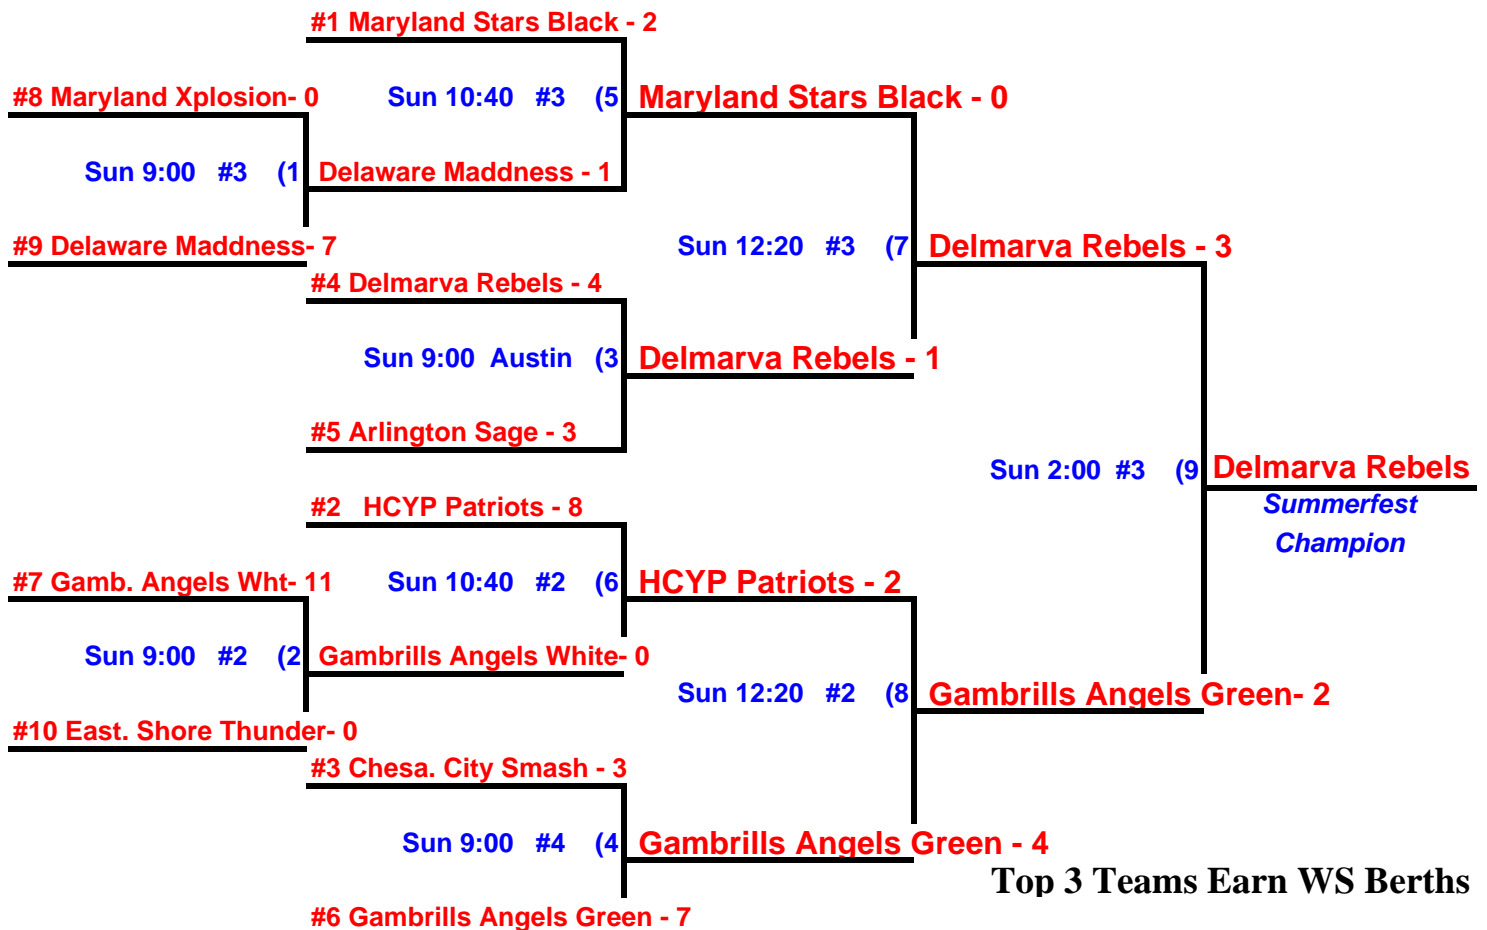 #1 Maryland Stars Black - 2
#8 Maryland Xplosion- 0
Sun 10:40 #3 (5
Maryland Stars Black - 0
Sun 9:00 #3 (1
Delaware Maddness - 1
#9 Delaware Maddness- 7
Sun 12:20 #3 (7
Delmarva Rebels - 3
#4 Delmarva Rebels - 4
Sun 9:00 Austin (3
Delmarva Rebels - 1
#5 Arlington Sage - 3
Sun 2:00 #3 (9
Delmarva Rebels
Summerfest
Champion
#2 HCYP Patriots - 8
#7 Gamb. Angels Wht- 11
Sun 10:40 #2 (6
HCYP Patriots - 2
Sun 9:00 #2 (2
Gambrills Angels White- 0
Sun 12:20 #2 (8
Gambrills Angels Green- 2
#10 East. Shore Thunder- 0
#3 Chesa. City Smash - 3
Sun 9:00 #4 (4
Gambrills Angels Green - 4
Top 3 Teams Earn WS Berths
#6 Gambrills Angels Green - 7